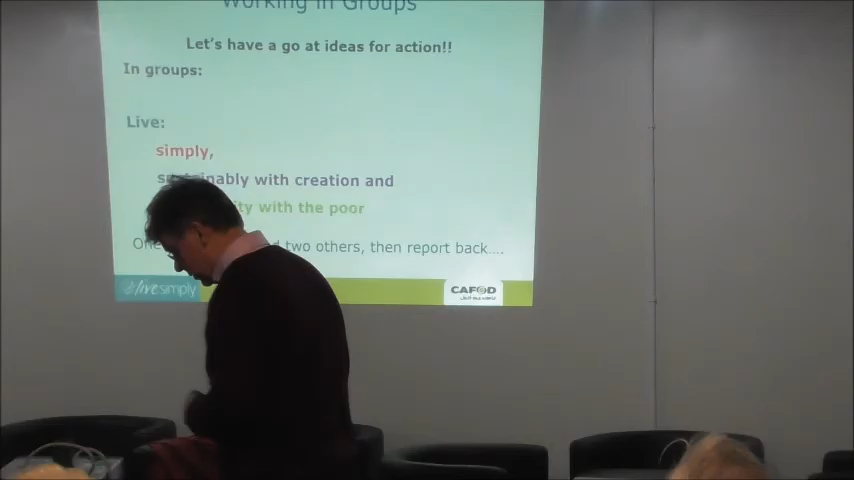 Working in Groups
Let's have a go at ideas for action!!
In groups:
Live:
simply,
with creation and
with the poor
two others, then report back....
livesimply
CAFOD